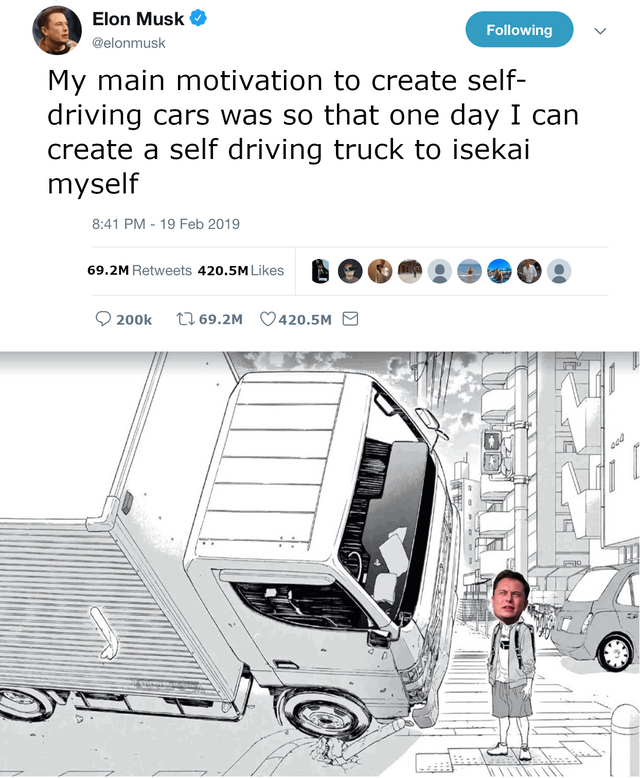 Elon Musk
@elonmusk
Following
My main motivation to create self-
driving cars was so that one day I can
create a self driving truck to isekai
myself
8:41 PM - 19 Feb 2019
69.2M Retweets 420.5M Likes
200k 69.2M 420.5M